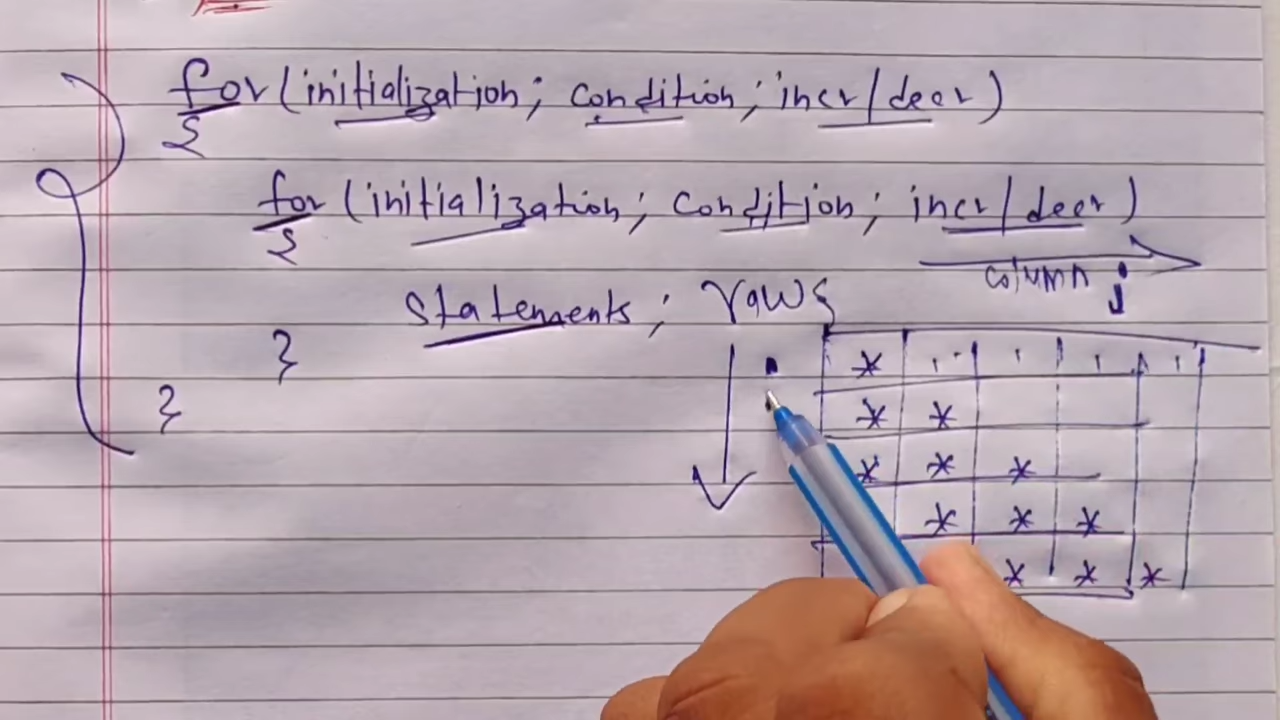 for (initialization; condition; incr/decr)
{
for (initialization; condition; incr/decr)
{
column j
statements; rows
}
}
*
* *
* * *
* * *
* * *